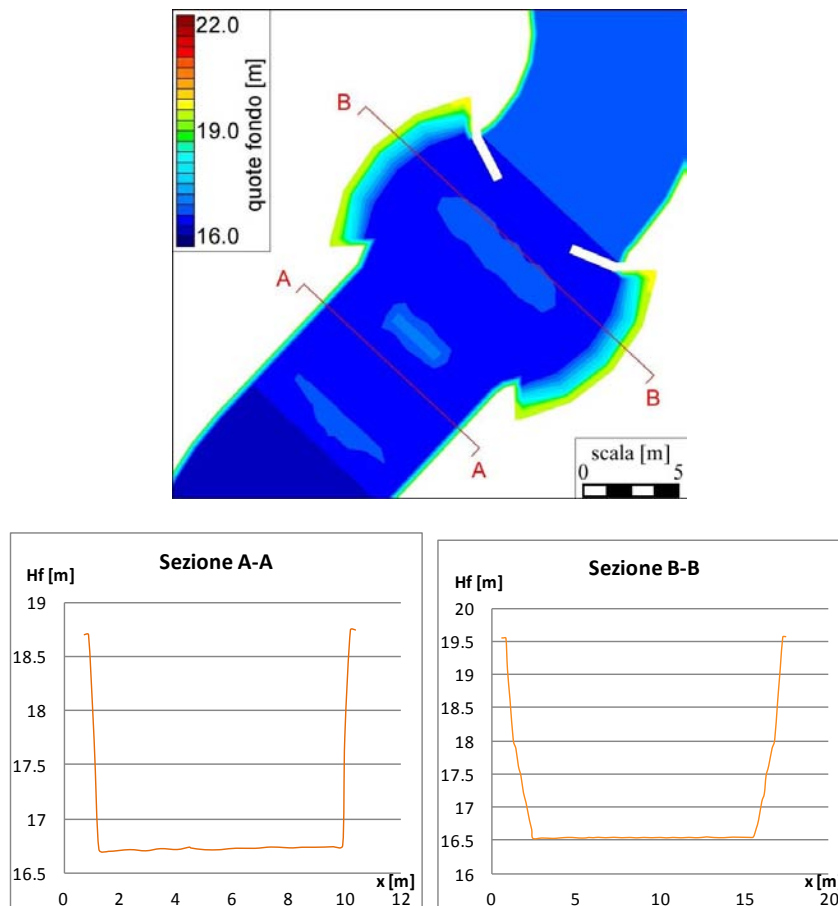 22.0
19.0
16.0
quote fondo [m]
B
A
A
B
scala [m]
0 5
Sezione A-A
Hf [m]
19
18.5
18
17.5
17
16.5
0 2 4 6 8 10 12
x [m]
Sezione B-B
Hf [m]
20
19.5
19
18.5
18
17.5
17
16.5
16
0 5 10 15 20
x [m]